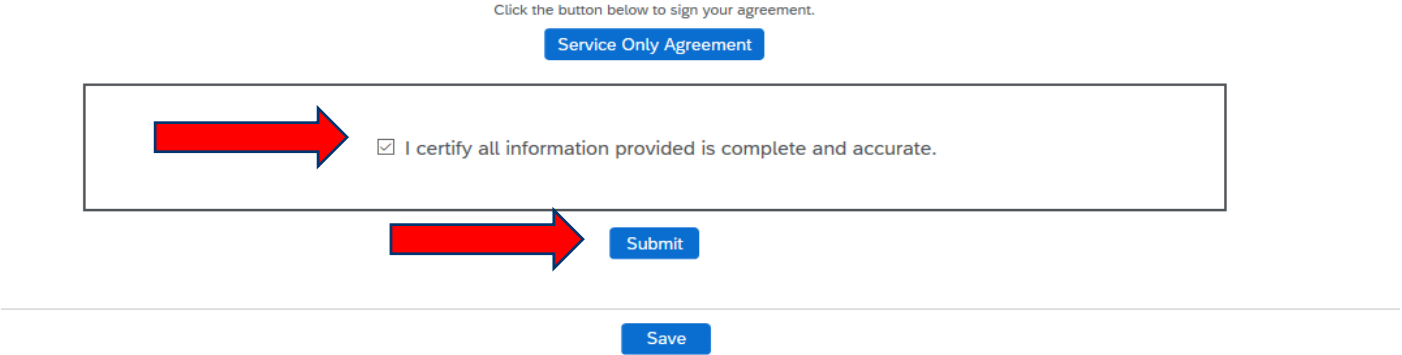 Click the button below to sign your agreement.
Service Only Agreement
I certify all information provided is complete and accurate.
Submit
Save